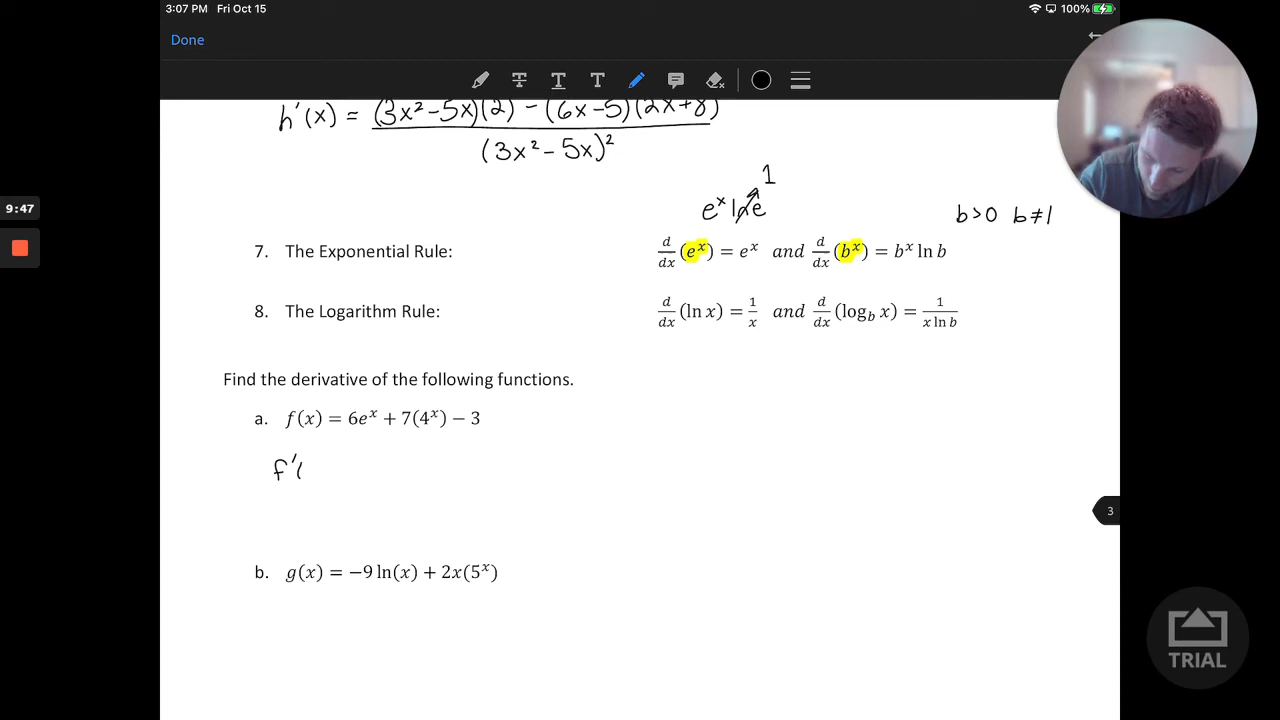 3:07 PM Fri Oct 15
100%
Done
h'(x) = (3x²-5x)(2) - (6x-5)(2x+8)
(3x²-5x)²
9:47
1
eˣ ln e
b>0 b≠1
7. The Exponential Rule: d/dx (eˣ) = eˣ and d/dx (bˣ) = bˣ ln b
8. The Logarithm Rule: d/dx (ln x) = 1/x and d/dx (log_b x) = 1/(x ln b)
Find the derivative of the following functions.
a. f(x) = 6eˣ + 7(4ˣ) − 3
f'(
3
b. g(x) = −9 ln(x) + 2x(5ˣ)
TRIAL